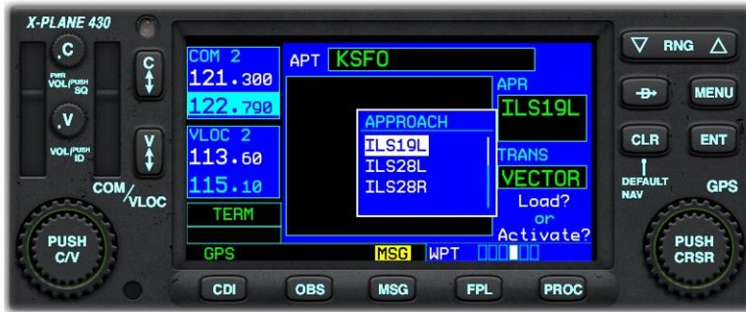 X-PLANE 430
.C
PWR
VOL/PUSH
SQ
.V
VOL/PUSH
ID
C
V
COM/VLOC
PUSH
C/V
COM 2
121.300
122.790
VLOC 2
113.60
115.10
TERM
GPS
APT KSFO
APPROACH
ILS19L
ILS28L
ILS28R
APR
ILS19L
TRANS
VECTOR
Load?
or
Activate?
MSG WPT
CDI OBS MSG FPL PROC
RNG
D MENU
CLR ENT
DEFAULT
NAV
GPS
PUSH
CRSR